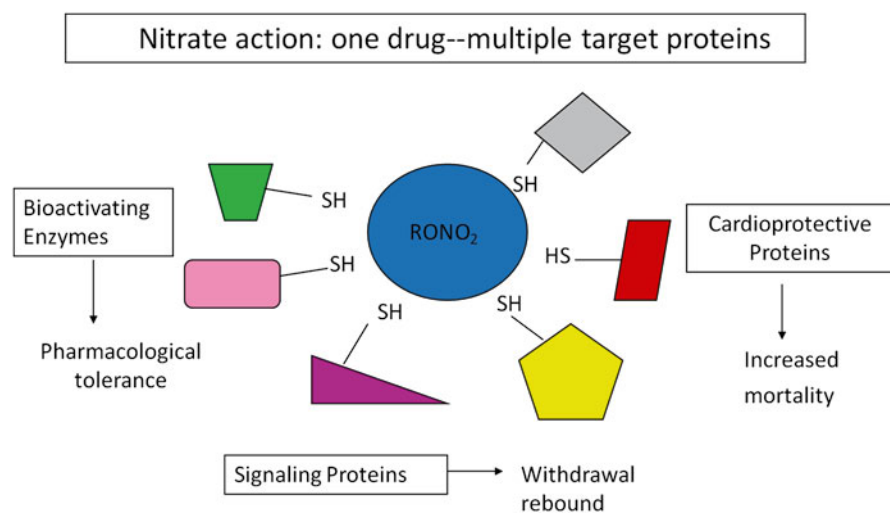 Nitrate action: one drug--multiple target proteins
SH
SH
RONO₂
Bioactivating
Enzymes
HS
Cardioprotective
Proteins
SH
SH
SH
Pharmacological
tolerance
Increased
mortality
Signaling Proteins
Withdrawal
rebound